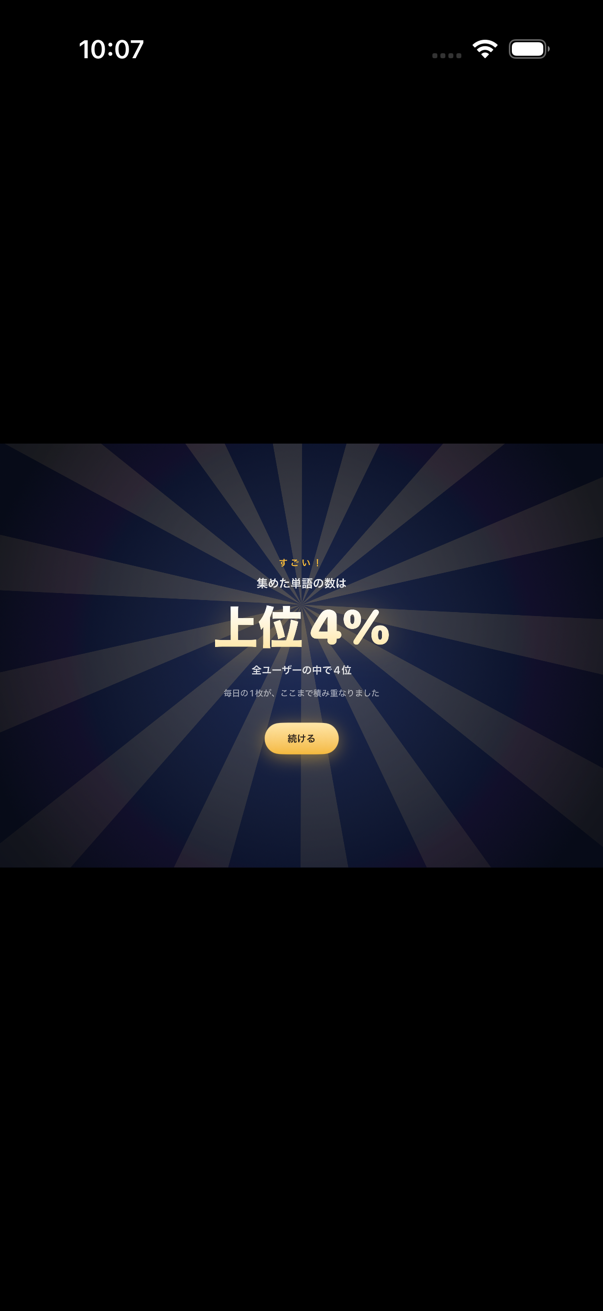 10:07
すごい！
集めた単語の数は
上位4%
全ユーザーの中で4位
毎日の1枚が、ここまで積み重なりました
続ける